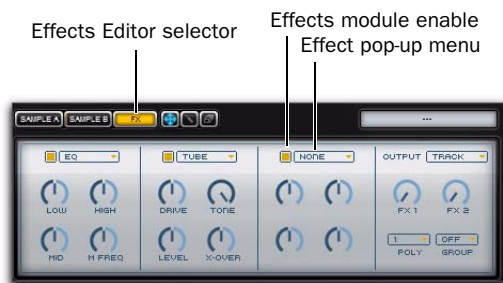 Effects module enable
Effects Editor selector
Effect pop-up menu
SAMPLE A SAMPLE B FX ---
EQ TUBE NONE OUTPUT TRACK
LOW HIGH DRIVE TONE FX 1 FX 2
1 OFF
MID M FREQ LEVEL X-OVER POLY GROUP